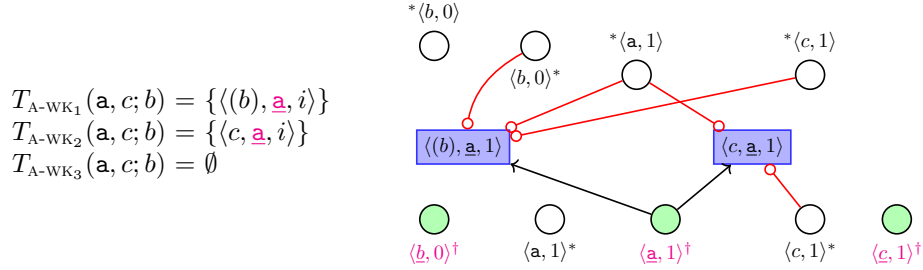 T_{A-WK_1}(a, c; b) = {⟨(b), a̲, i⟩}
T_{A-WK_2}(a, c; b) = {⟨c, a̲, i⟩}
T_{A-WK_3}(a, c; b) = ∅
*⟨b, 0⟩
⟨b, 0⟩*
*⟨a, 1⟩
*⟨c, 1⟩
⟨(b), a̲, 1⟩
⟨c, a̲, 1⟩
⟨b̲, 0⟩†
⟨a, 1⟩*
⟨a̲, 1⟩†
⟨c, 1⟩*
⟨c̲, 1⟩†